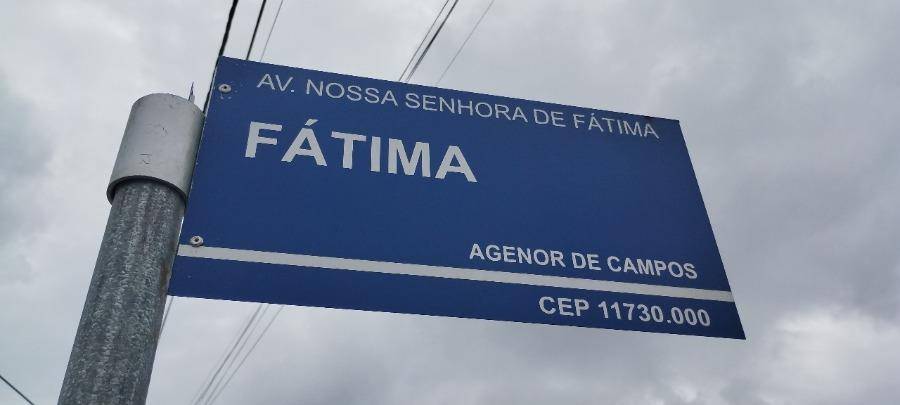 AV. NOSSA SENHORA DE FÁTIMA
FÁTIMA
AGENOR DE CAMPOS
CEP 11730.000